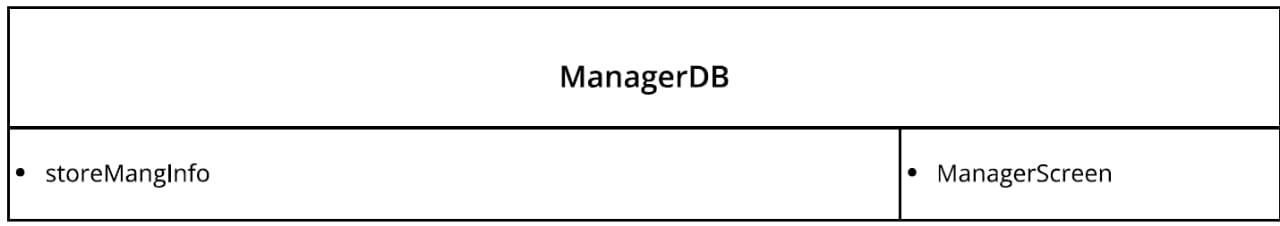 ManagerDB
• storeMangInfo
• ManagerScreen